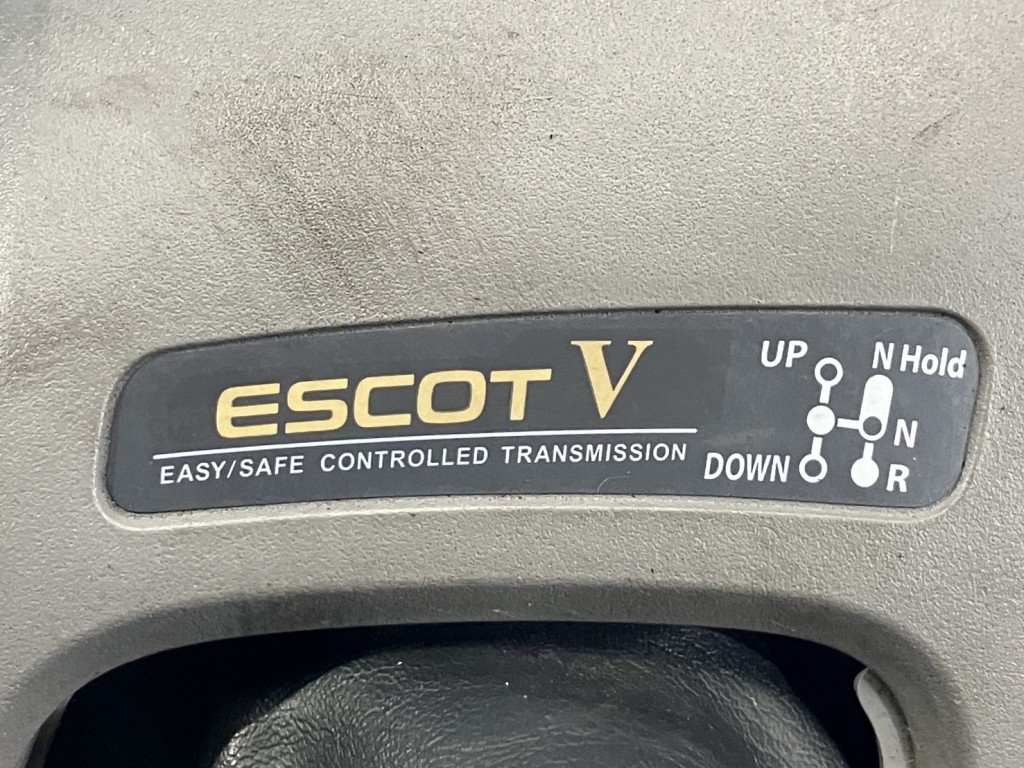 ESCOT V
EASY/SAFE CONTROLLED TRANSMISSION
UP
N Hold
N
DOWN
R